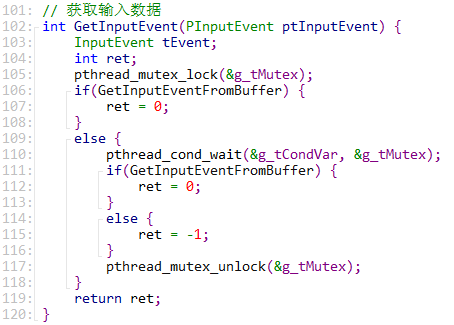 101: // 获取输入数据
102: int GetInputEvent(PInputEvent ptInputEvent) {
103: InputEvent tEvent;
104: int ret;
105: pthread_mutex_lock(&g_tMutex);
106: if(GetInputEventFromBuffer) {
107: ret = 0;
108: }
109: else {
110: pthread_cond_wait(&g_tCondVar, &g_tMutex);
111: if(GetInputEventFromBuffer) {
112: ret = 0;
113: }
114: else {
115: ret = -1;
116: }
117: pthread_mutex_unlock(&g_tMutex);
118: }
119: return ret;
120: }